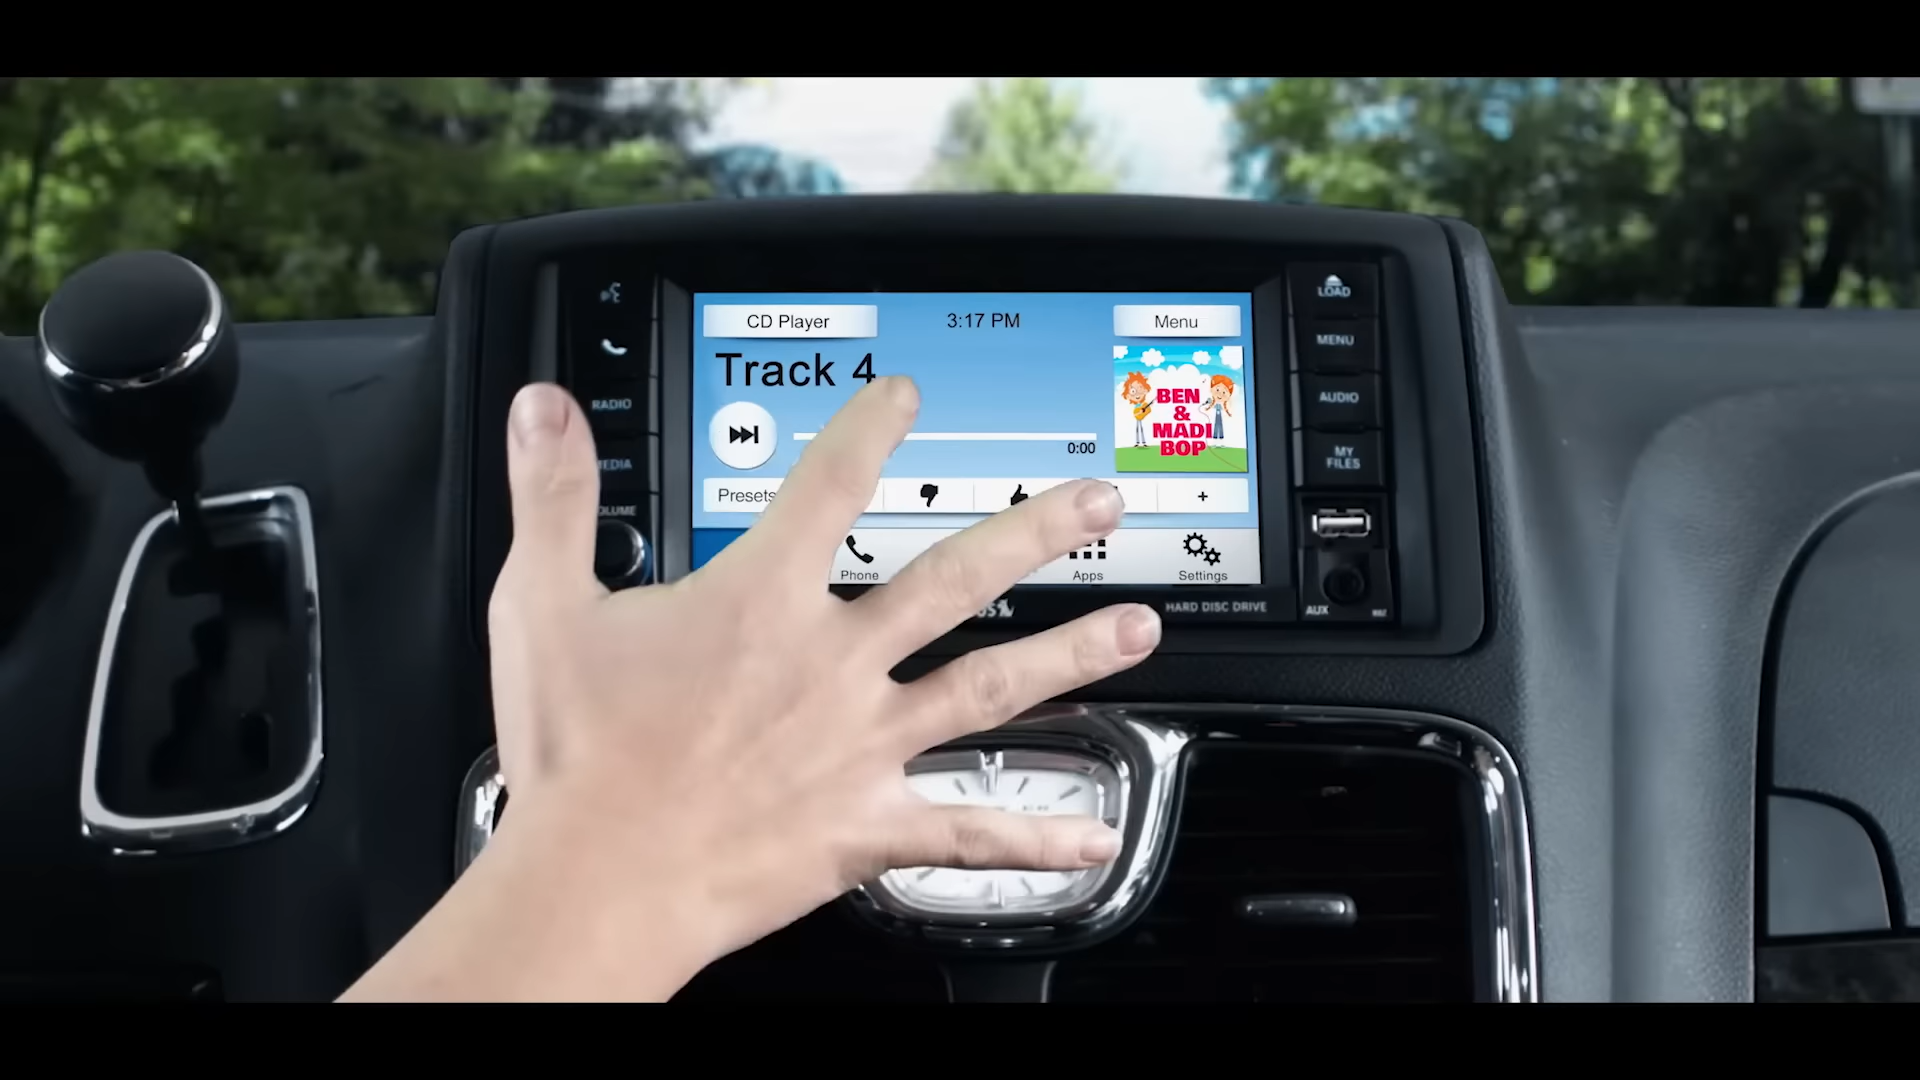 CD Player
3:17 PM
Menu
Track 4
BEN
&
MADI
BOP
0:00
Presets
+
Phone
Apps
Settings
RADIO
LOAD
MENU
AUDIO
MY
FILES
HARD DISC DRIVE
AUX